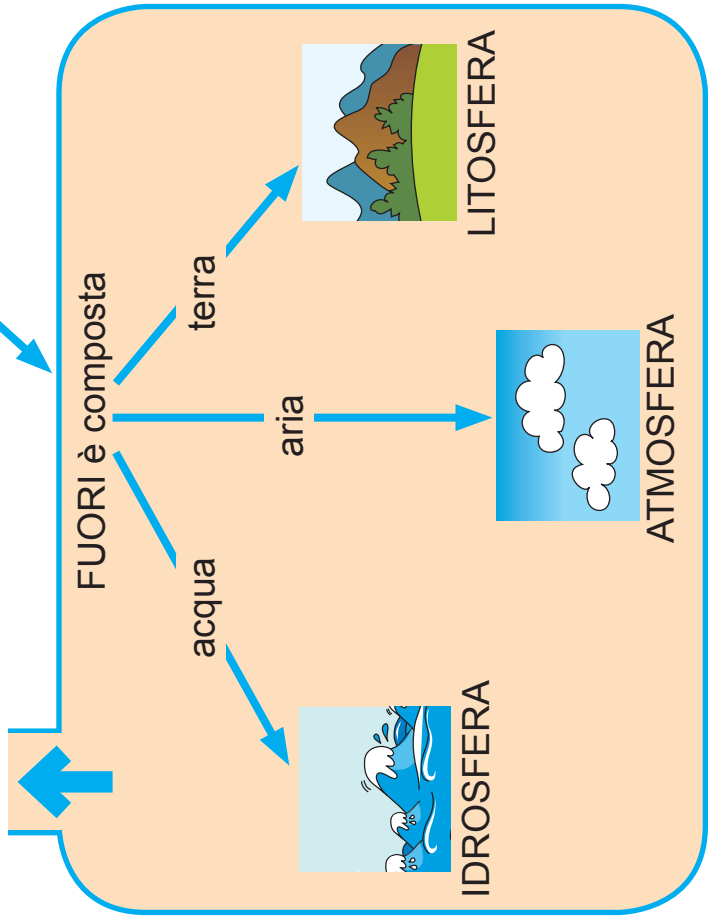 FUORI è composta
acqua
aria
terra
IDROSFERA
ATMOSFERA
LITOSFERA